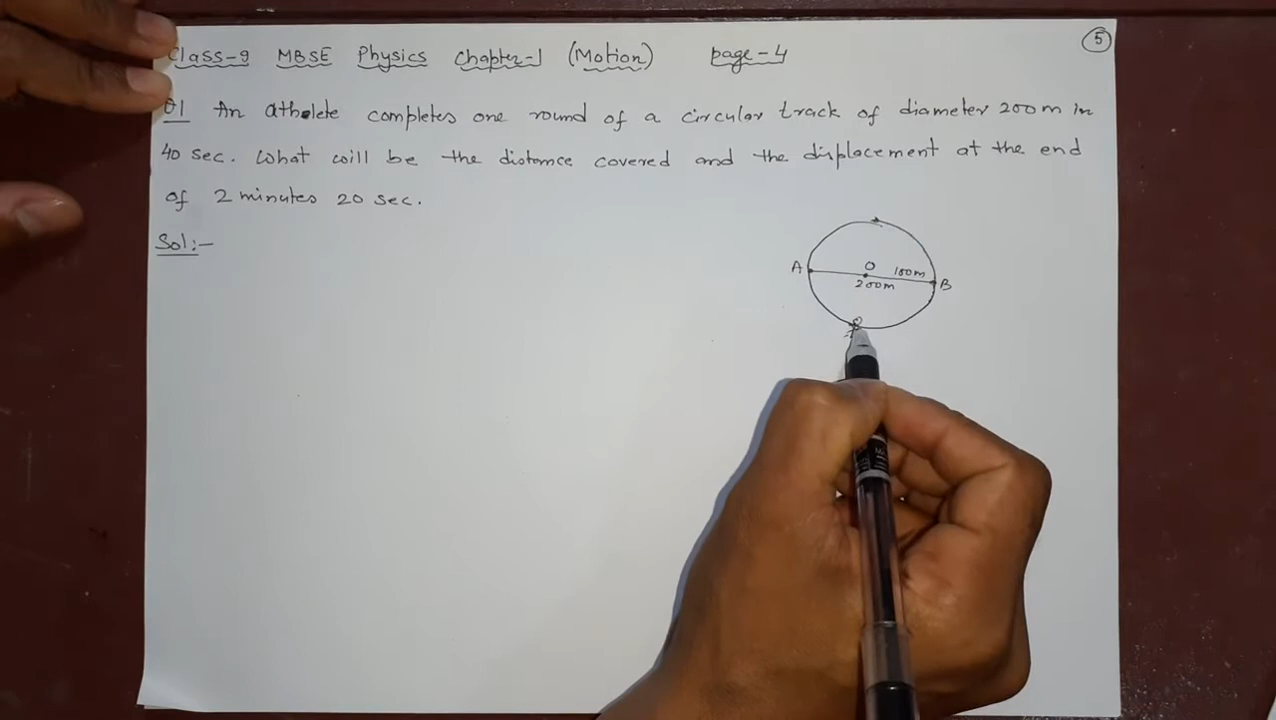 Class-9 MBSE Physics Chapter-1 (Motion) page-4
5
Q1 An athelete completes one round of a circular track of diameter 200m in
40 sec. What will be the distance covered and the displacement at the end
of 2 minutes 20 sec.
Sol:-
A O 100m B
200m